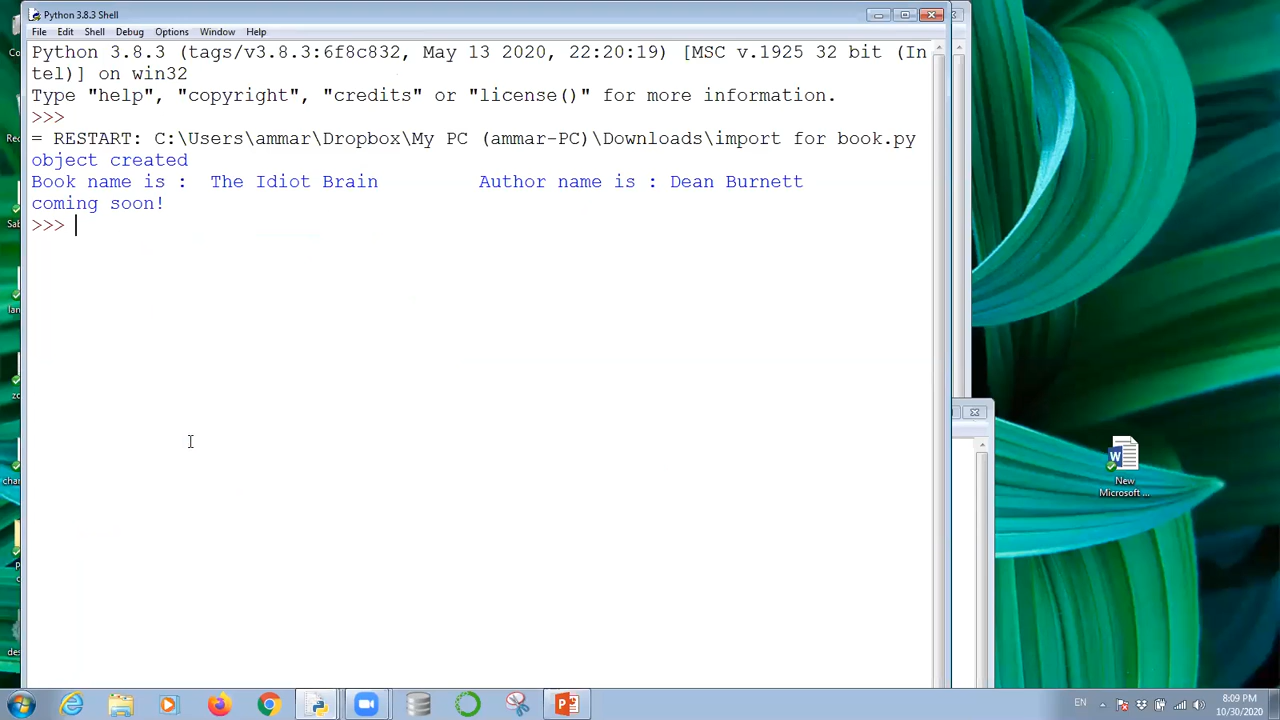 Python 3.8.3 Shell
File Edit Shell Debug Options Window Help
Python 3.8.3 (tags/v3.8.3:6f8c832, May 13 2020, 22:20:19) [MSC v.1925 32 bit (In
tel)] on win32
Type "help", "copyright", "credits" or "license()" for more information.
>>>
= RESTART: C:\Users\ammar\Dropbox\My PC (ammar-PC)\Downloads\import for book.py
object created
Book name is :  The Idiot Brain         Author name is : Dean Burnett
coming soon!
>>>
New
Microsoft ...
EN
8:09 PM
10/30/2020